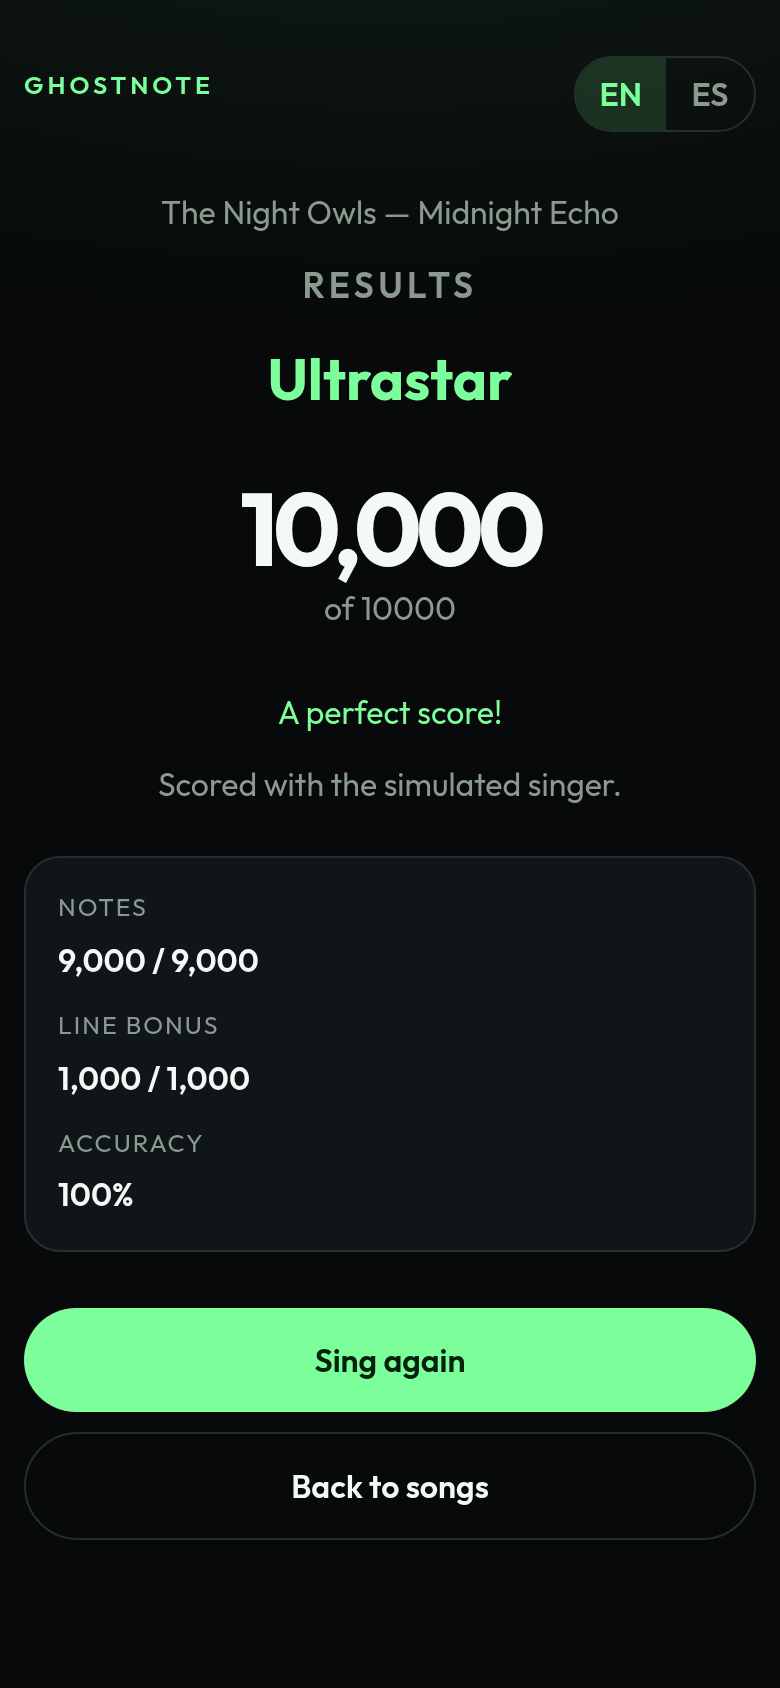 GHOSTNOTE
EN ES
The Night Owls — Midnight Echo
RESULTS
Ultrastar
10,000
of 10000
A perfect score!
Scored with the simulated singer.
NOTES
9,000 / 9,000
LINE BONUS
1,000 / 1,000
ACCURACY
100%
Sing again
Back to songs